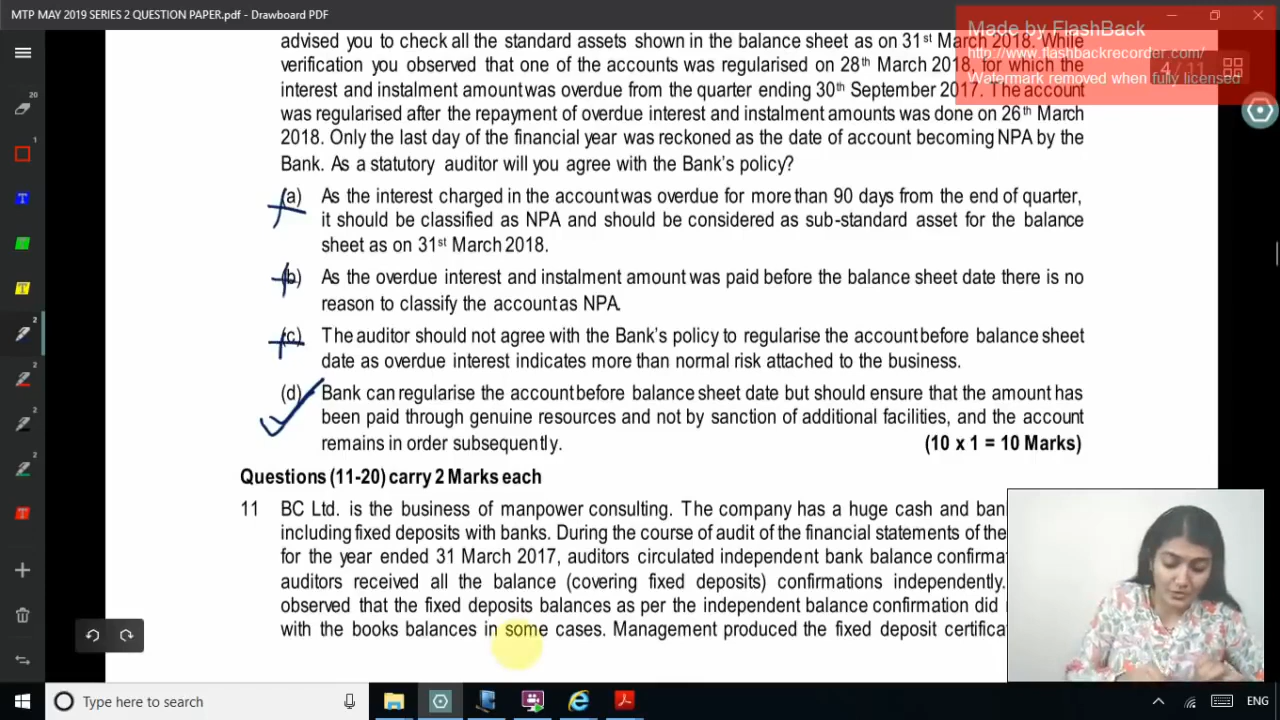 MTP MAY 2019 SERIES 2 QUESTION PAPER.pdf - Drawboard PDF
Made by FlashBack
http://www.flashbackrecorder.com/
Watermark removed when fully licensed
4 / 11
advised you to check all the standard assets shown in the balance sheet as on 31st March 2018. While
verification you observed that one of the accounts was regularised on 28th March 2018, for which the
interest and instalment amount was overdue from the quarter ending 30th September 2017. The account
was regularised after the repayment of overdue interest and instalment amounts was done on 26th March
2018. Only the last day of the financial year was reckoned as the date of account becoming NPA by the
Bank. As a statutory auditor will you agree with the Bank's policy?
(a) As the interest charged in the account was overdue for more than 90 days from the end of quarter,
it should be classified as NPA and should be considered as sub-standard asset for the balance
sheet as on 31st March 2018.
(b) As the overdue interest and instalment amount was paid before the balance sheet date there is no
reason to classify the account as NPA.
(c) The auditor should not agree with the Bank's policy to regularise the account before balance sheet
date as overdue interest indicates more than normal risk attached to the business.
(d) Bank can regularise the account before balance sheet date but should ensure that the amount has
been paid through genuine resources and not by sanction of additional facilities, and the account
remains in order subsequently. (10 x 1 = 10 Marks)
Questions (11-20) carry 2 Marks each
11 BC Ltd. is the business of manpower consulting. The company has a huge cash and ban
including fixed deposits with banks. During the course of audit of the financial statements of the
for the year ended 31 March 2017, auditors circulated independent bank balance confirma
auditors received all the balance (covering fixed deposits) confirmations independently.
observed that the fixed deposits balances as per the independent balance confirmation did
with the books balances in some cases. Management produced the fixed deposit certifica
20
1
T
T
2
2
2
2
T
Type here to search
ENG